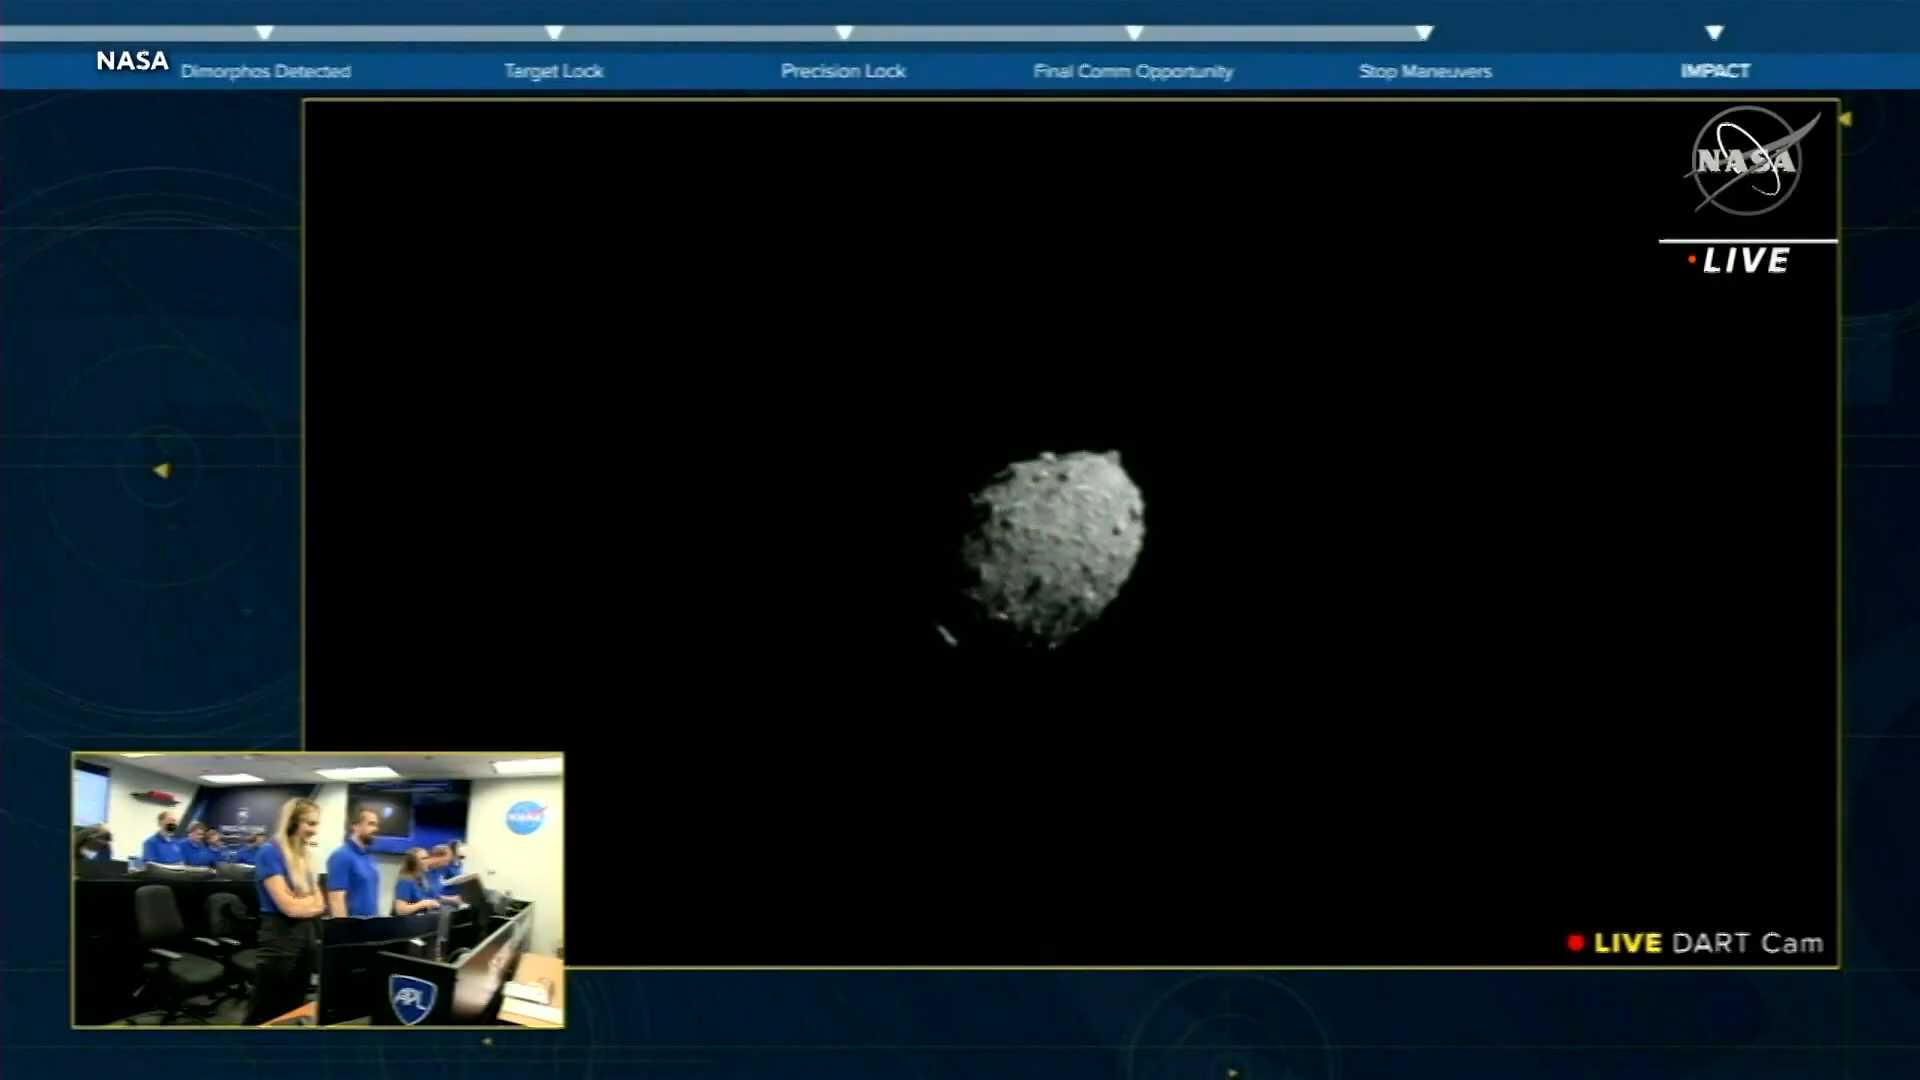 NASA
Dimorphos Detected
Target Lock
Precision Lock
Final Comm Opportunity
Stop Maneuvers
IMPACT
NASA
LIVE
NASA
APL
LIVE DART Cam